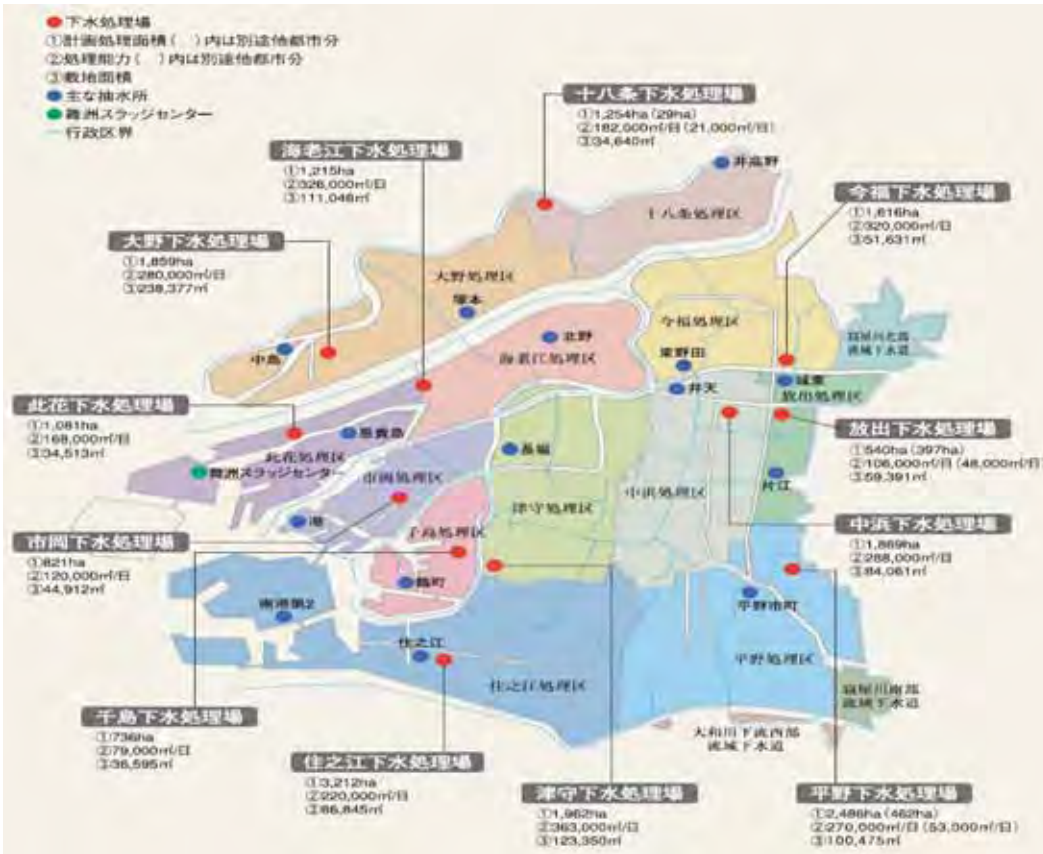 下水処理場
①計画処理面積(　)内は別途他都市分
②処理能力(　)内は別途他都市分
③敷地面積
主な抽水所
舞洲スラッジセンター
行政区界
十八条下水処理場
①1,254ha(29ha)
②182,000㎥/日(21,000㎥/日)
③34,640㎡
海老江下水処理場
①1,215ha
②326,000㎥/日
③111,046㎡
今福下水処理場
①1,616ha
②320,000㎥/日
③51,631㎡
大野下水処理場
①1,859ha
②280,000㎥/日
③238,377㎡
井高野
十八条処理区
大野処理区
塚本
中島
北野
海老江処理区
今福処理区
東野田
弁天
城東
放出処理区
寝屋川北部
流域下水道
此花下水処理場
①1,081ha
②168,000㎥/日
③34,513㎡
恩貴島
此花処理区
舞洲スラッジセンター
市岡処理区
港
長堀
津守処理区
中浜処理区
片江
放出下水処理場
①540ha(397ha)
②106,000㎥/日(48,000㎥/日)
③59,391㎡
中浜下水処理場
①1,869ha
②288,000㎥/日
③84,061㎡
市岡下水処理場
①821ha
②120,000㎥/日
③44,912㎡
千島処理区
南港第2
住之江
住之江処理区
平野市町
平野処理区
寝屋川南部
流域下水道
大和川下流西部
流域下水道
千島下水処理場
①736ha
②79,000㎥/日
③36,595㎡
住之江下水処理場
①3,212ha
②220,000㎥/日
③86,845㎡
津守下水処理場
①1,962ha
②363,000㎥/日
③123,350㎡
平野下水処理場
①2,486ha(462ha)
②270,000㎥/日(53,000㎥/日)
③100,475㎡